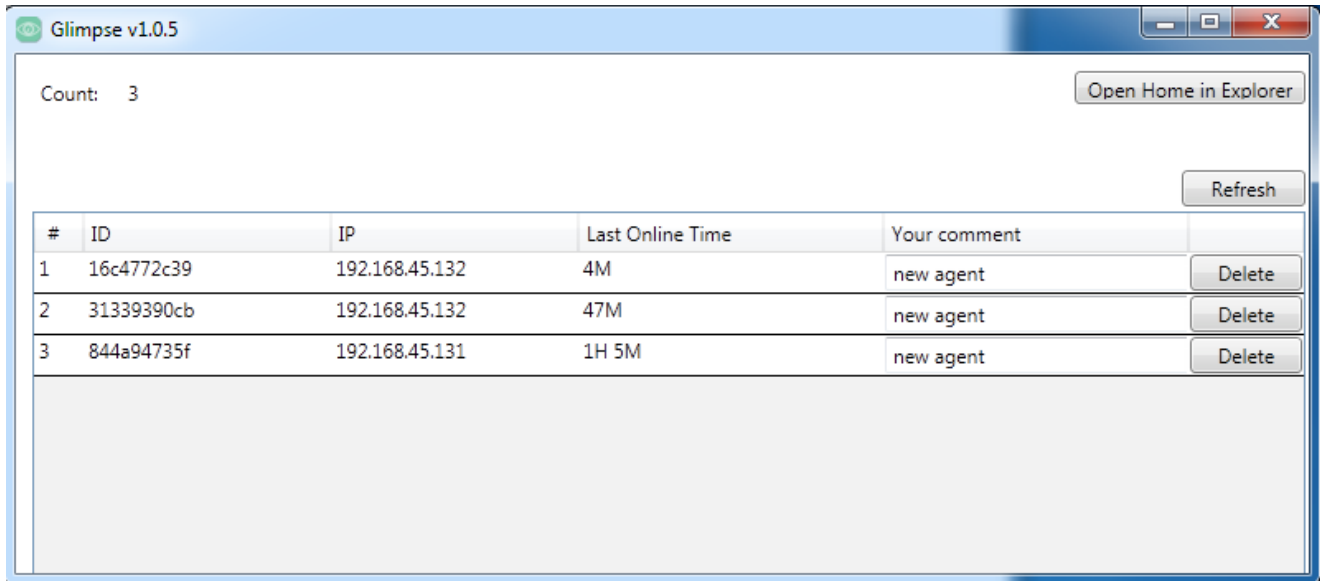 Glimpse v1.0.5
Count: 3
Open Home in Explorer
Refresh
# ID IP Last Online Time Your comment
1 16c4772c39 192.168.45.132 4M new agent Delete
2 31339390cb 192.168.45.132 47M new agent Delete
3 844a94735f 192.168.45.131 1H 5M new agent Delete